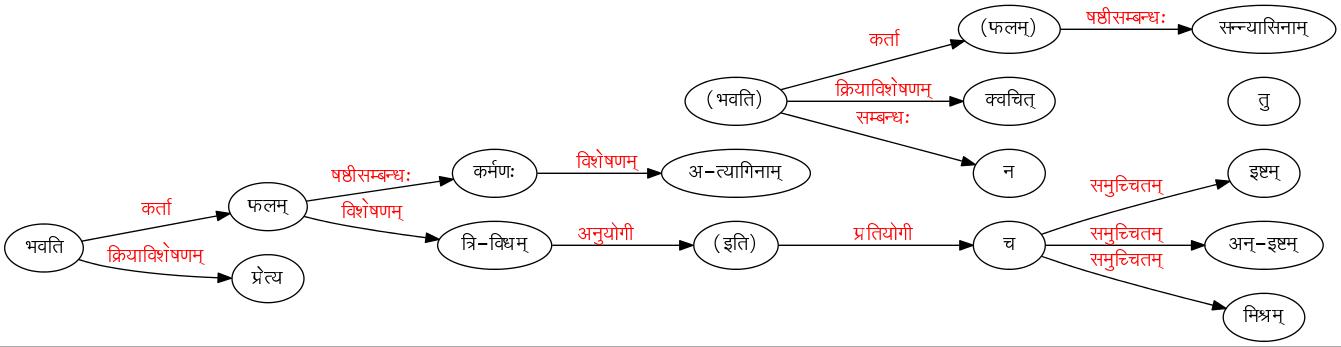 (फलम्) षष्ठीसम्बन्धः सन्न्यासिनाम्
कर्ता
(भवति) क्रियाविशेषणम् क्वचित् तु
सम्बन्धः
कर्मणः विशेषणम् अ-त्यागिनाम् न इष्टम्
षष्ठीसम्बन्धः समुच्चितम्
कर्ता फलम् विशेषणम्
भवति त्रि-विधम् अनुयोगी (इति) प्रतियोगी च समुच्चितम् अन्-इष्टम्
क्रियाविशेषणम् समुच्चितम्
प्रेत्य
मिश्रम्